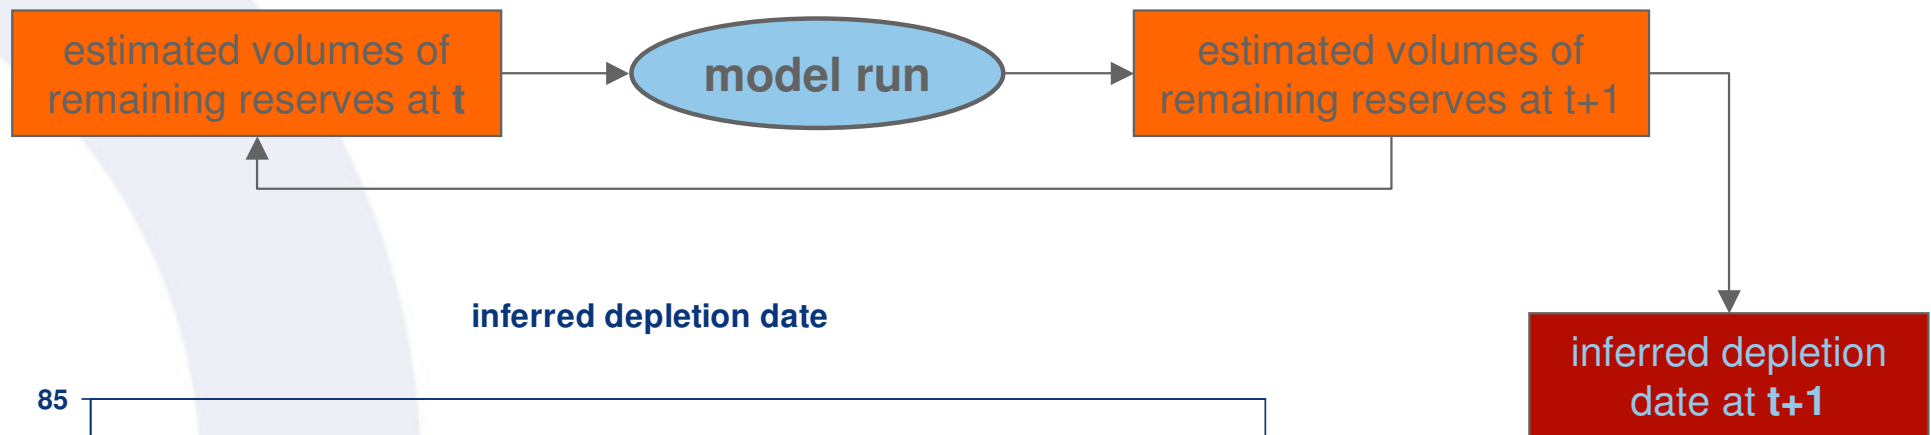 estimated volumes of
remaining reserves at t
model run
estimated volumes of
remaining reserves at t+1
inferred depletion date
inferred depletion
date at t+1
85